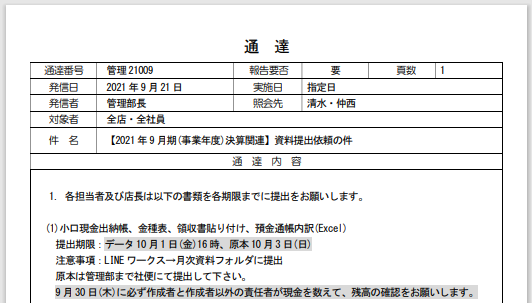 通　達
通達番号 管理 21009 報告要否 要 頁数 1
発信日 2021 年 9 月 21 日 実施日 指定日
発信者 管理部長 照会先 清水・仲西
対象者 全店・全社員
件　名 【2021 年 9 月期(事業年度)決算関連】資料提出依頼の件
通　達　内　容
1. 各担当者及び店長は以下の書類を各期限までに提出をお願いします。
(1)小口現金出納帳、金種表、領収書貼り付け、預金通帳内訳(Excel)
提出期限：データ 10 月 1 日(金)16 時、原本 10 月 3 日(日)
注意事項：LINE ワークス→月次資料フォルダに提出
原本は管理部まで社便にて提出して下さい。
9 月 30 日(木)に必ず作成者と作成者以外の責任者が現金を数えて、残高の確認をお願いします。